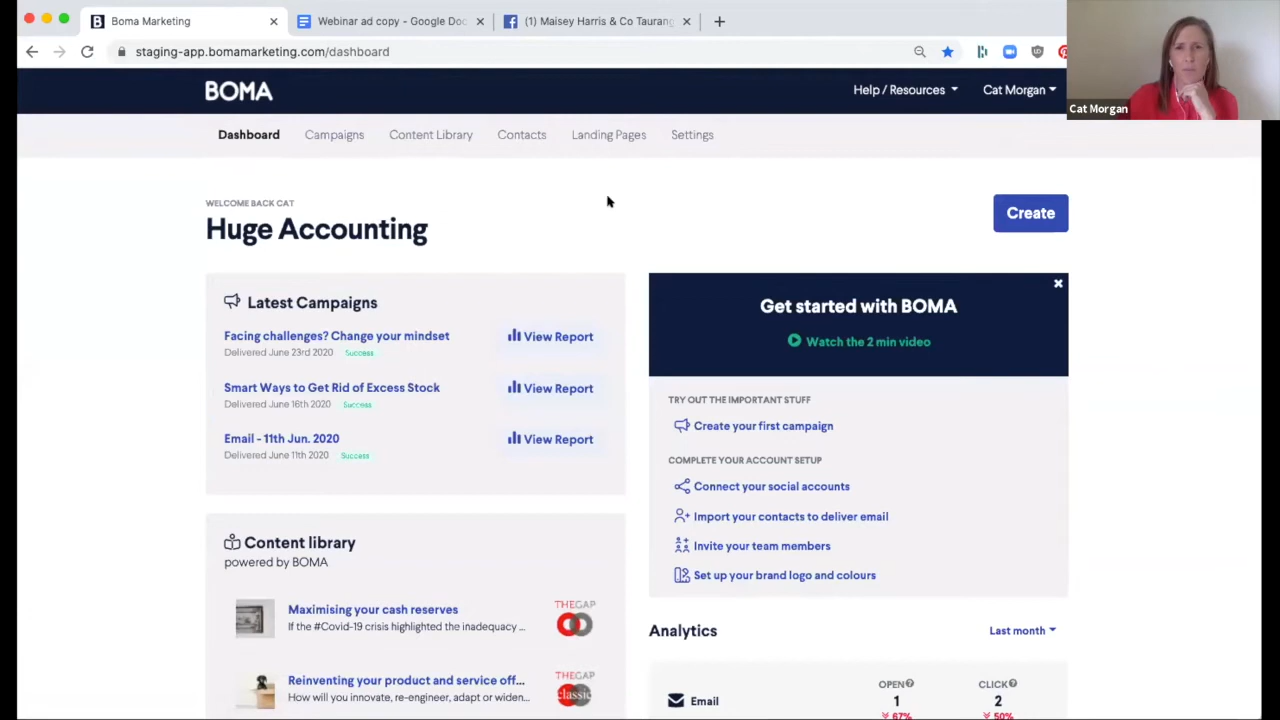 Boma Marketing
Webinar ad copy - Google Doc
(1) Maisey Harris & Co Taurang
staging-app.bomamarketing.com/dashboard
Cat Morgan
BOMA
Help / Resources
Cat Morgan
Dashboard
Campaigns
Content Library
Contacts
Landing Pages
Settings
WELCOME BACK CAT
Huge Accounting
Create
Latest Campaigns
Facing challenges? Change your mindset
View Report
Delivered June 23rd 2020 Success
Smart Ways to Get Rid of Excess Stock
View Report
Delivered June 16th 2020 Success
Email - 11th Jun. 2020
View Report
Delivered June 11th 2020 Success
Get started with BOMA
Watch the 2 min video
TRY OUT THE IMPORTANT STUFF
Create your first campaign
COMPLETE YOUR ACCOUNT SETUP
Connect your social accounts
Import your contacts to deliver email
Invite your team members
Set up your brand logo and colours
Content library
powered by BOMA
Maximising your cash reserves
If the #Covid-19 crisis highlighted the inadequacy ...
THEGAP
Reinventing your product and service off...
How will you innovate, re-engineer, adapt or widen...
THEGAP
classic
Analytics
Last month
OPEN
CLICK
Email
1
2
67%
50%